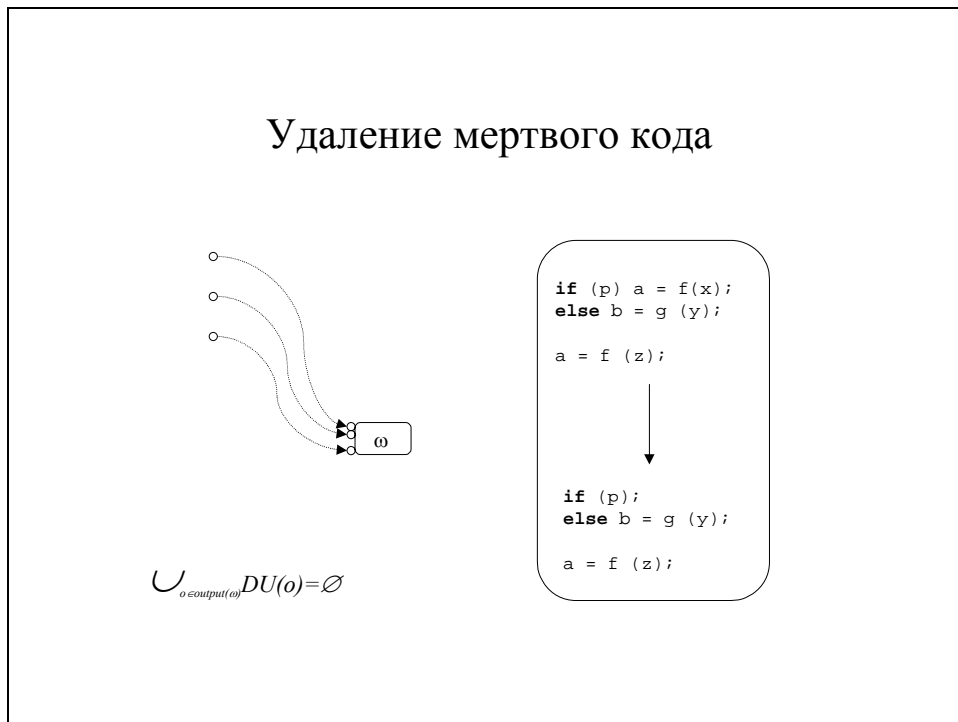 Удаление мертвого кода
ω
∪o∈output(ω)DU(o)=∅
if (p) a = f(x);
else b = g (y);
a = f (z);
if (p);
else b = g (y);
a = f (z);